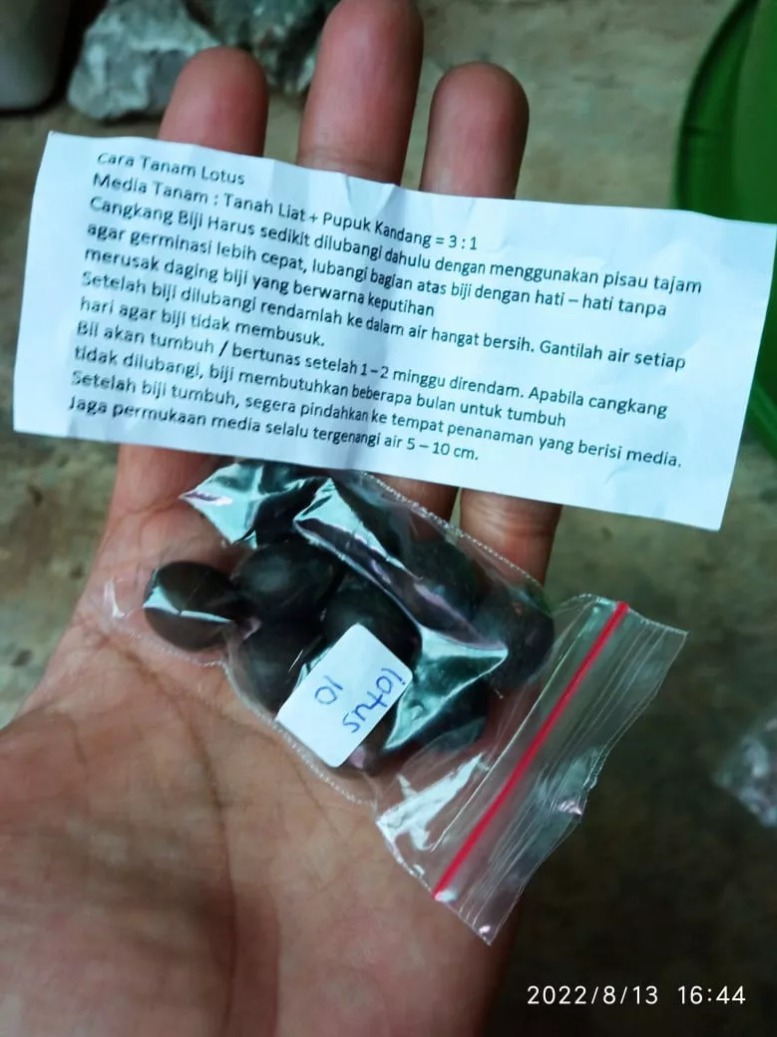 Cara Tanam Lotus
Media Tanam : Tanah Liat + Pupuk Kandang = 3 : 1
Cangkang Biji Harus sedikit dilubangi dahulu dengan menggunakan pisau tajam
agar germinasi lebih cepat, lubangi bagian atas biji dengan hati – hati tanpa
merusak daging biji yang berwarna keputihan
Setelah biji dilubangi rendamlah ke dalam air hangat bersih. Gantilah air setiap
hari agar biji tidak membusuk.
Bii akan tumbuh / bertunas setelah 1–2 minggu direndam. Apabila cangkang
tidak dilubangi, biji membutuhkan beberapa bulan untuk tumbuh
Setelah biji tumbuh, segera pindahkan ke tempat penanaman yang berisi media.
Jaga permukaan media selalu tergenangi air 5 – 10 cm.
lotus
10
2022/8/13 16:44